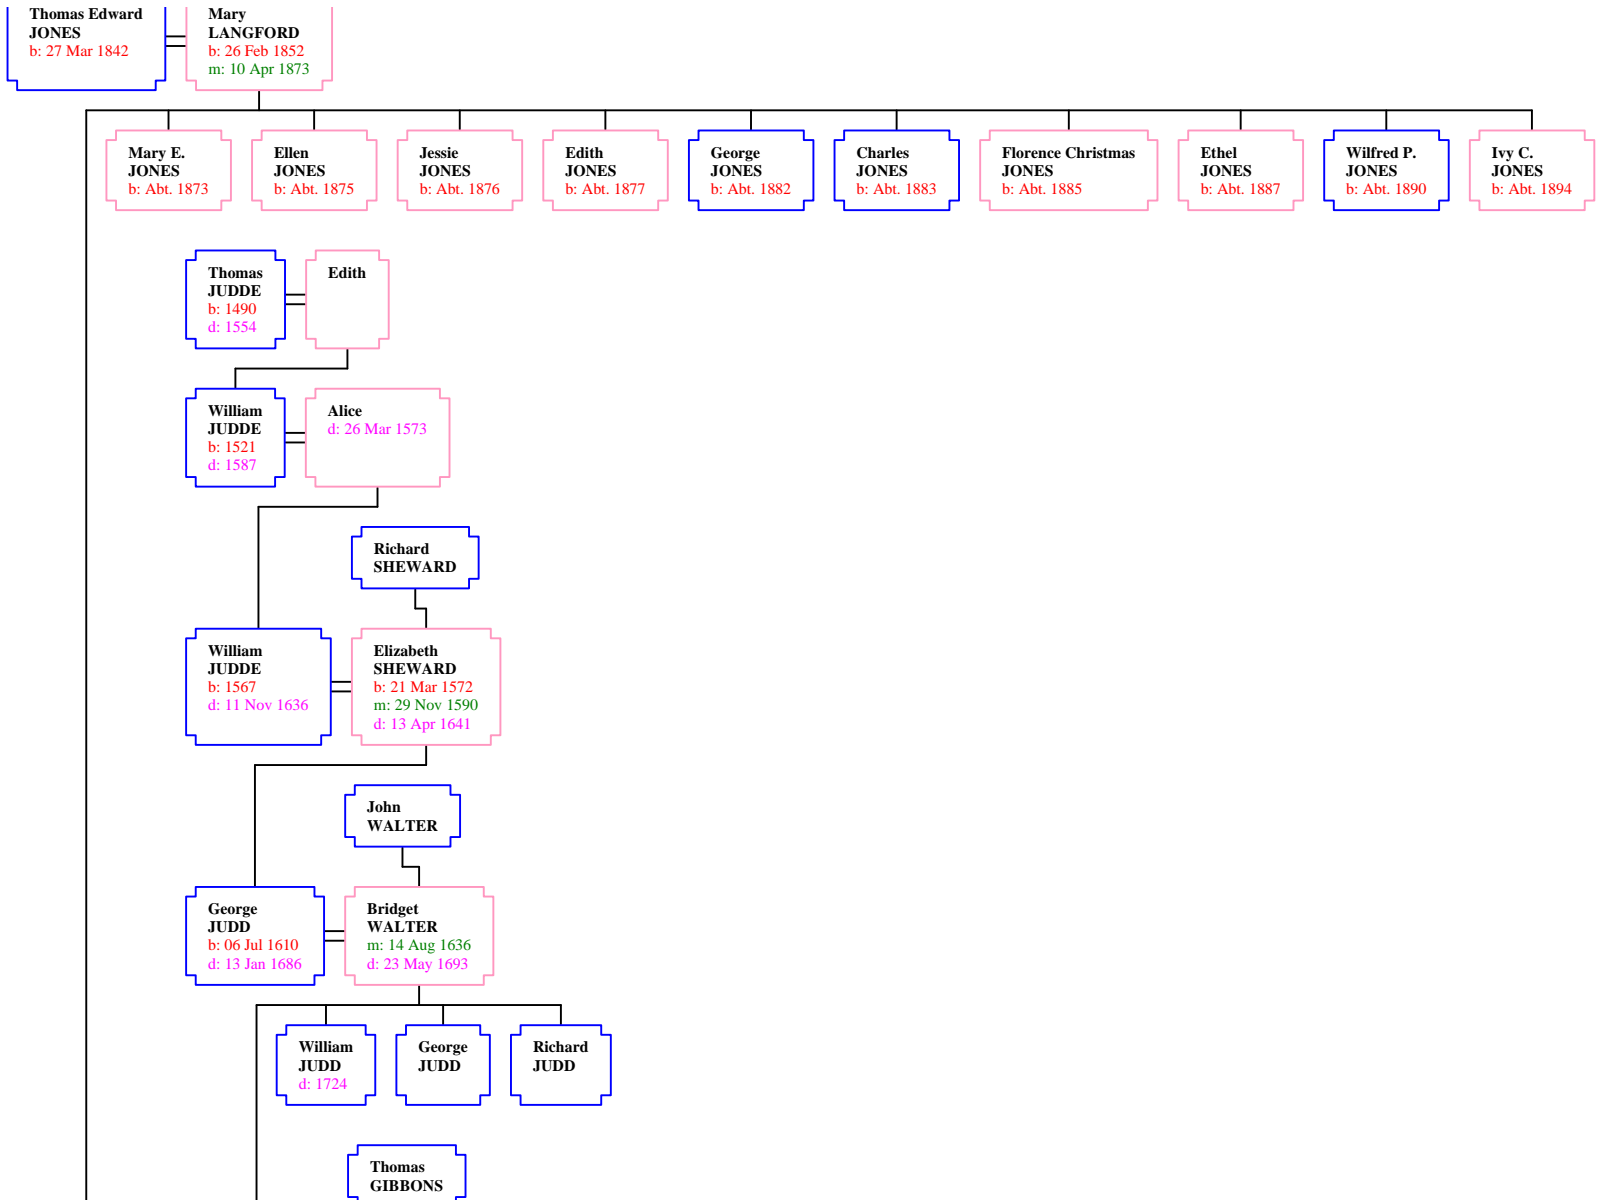 Thomas Edward
JONES
b: 27 Mar 1842
Mary
LANGFORD
b: 26 Feb 1852
m: 10 Apr 1873
Mary E.
JONES
b: Abt. 1873
Ellen
JONES
b: Abt. 1875
Jessie
JONES
b: Abt. 1876
Edith
JONES
b: Abt. 1877
George
JONES
b: Abt. 1882
Charles
JONES
b: Abt. 1883
Florence Christmas
JONES
b: Abt. 1885
Ethel
JONES
b: Abt. 1887
Wilfred P.
JONES
b: Abt. 1890
Ivy C.
JONES
b: Abt. 1894
Thomas
JUDDE
b: 1490
d: 1554
Edith
William
JUDDE
b: 1521
d: 1587
Alice
d: 26 Mar 1573
Richard
SHEWARD
William
JUDDE
b: 1567
d: 11 Nov 1636
Elizabeth
SHEWARD
b: 21 Mar 1572
m: 29 Nov 1590
d: 13 Apr 1641
John
WALTER
George
JUDD
b: 06 Jul 1610
d: 13 Jan 1686
Bridget
WALTER
m: 14 Aug 1636
d: 23 May 1693
William
JUDD
d: 1724
George
JUDD
Richard
JUDD
Thomas
GIBBONS